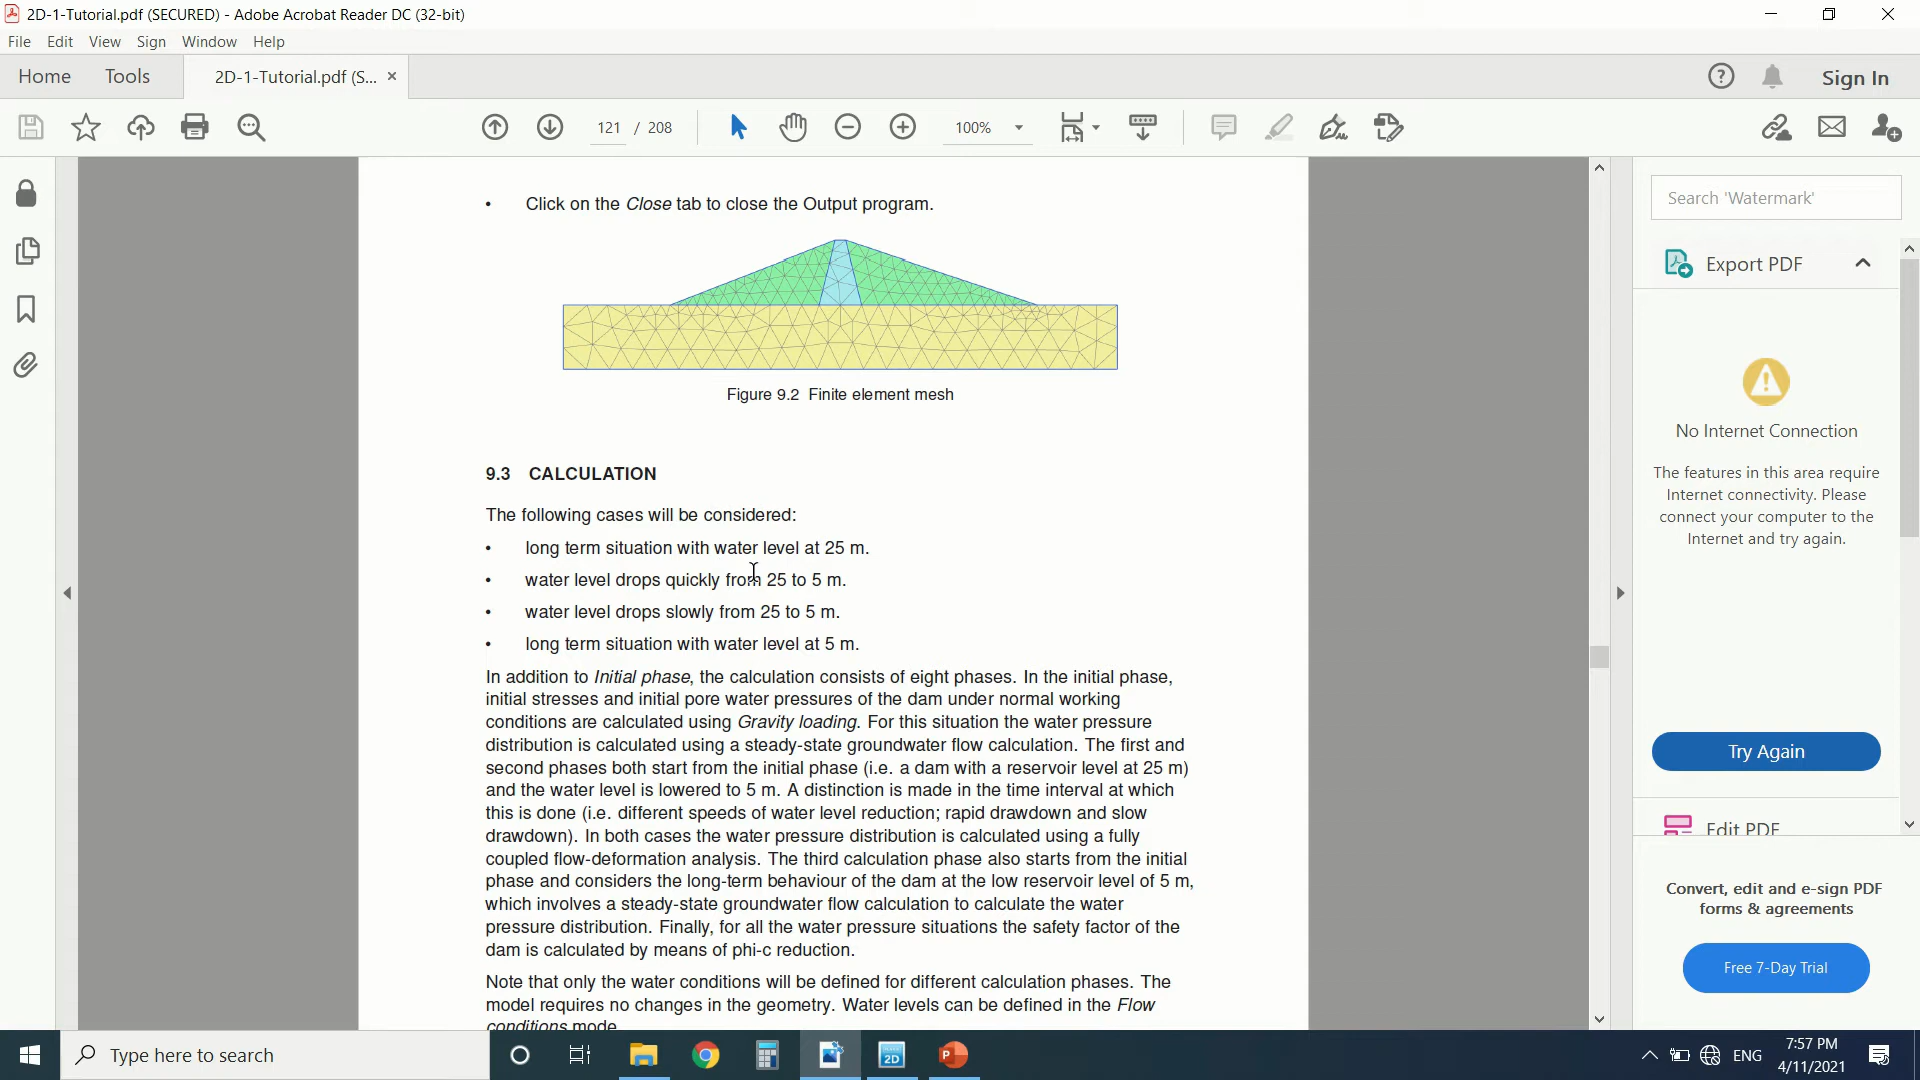 2D-1-Tutorial.pdf (SECURED) - Adobe Acrobat Reader DC (32-bit)
File Edit View Sign Window Help
Home Tools 2D-1-Tutorial.pdf (S... × Sign In
121 / 208 100%
• Click on the Close tab to close the Output program.
Figure 9.2 Finite element mesh
9.3 CALCULATION
The following cases will be considered:
• long term situation with water level at 25 m.
• water level drops quickly from 25 to 5 m.
• water level drops slowly from 25 to 5 m.
• long term situation with water level at 5 m.
In addition to Initial phase, the calculation consists of eight phases. In the initial phase,
initial stresses and initial pore water pressures of the dam under normal working
conditions are calculated using Gravity loading. For this situation the water pressure
distribution is calculated using a steady-state groundwater flow calculation. The first and
second phases both start from the initial phase (i.e. a dam with a reservoir level at 25 m)
and the water level is lowered to 5 m. A distinction is made in the time interval at which
this is done (i.e. different speeds of water level reduction; rapid drawdown and slow
drawdown). In both cases the water pressure distribution is calculated using a fully
coupled flow-deformation analysis. The third calculation phase also starts from the initial
phase and considers the long-term behaviour of the dam at the low reservoir level of 5 m,
which involves a steady-state groundwater flow calculation to calculate the water
pressure distribution. Finally, for all the water pressure situations the safety factor of the
dam is calculated by means of phi-c reduction.
Note that only the water conditions will be defined for different calculation phases. The
model requires no changes in the geometry. Water levels can be defined in the Flow
conditions mode
Search 'Watermark'
Export PDF
No Internet Connection
The features in this area require
Internet connectivity. Please
connect your computer to the
Internet and try again.
Try Again
Edit PDF
Convert, edit and e-sign PDF
forms & agreements
Free 7-Day Trial
Type here to search
2D
P
ENG
7:57 PM
4/11/2021